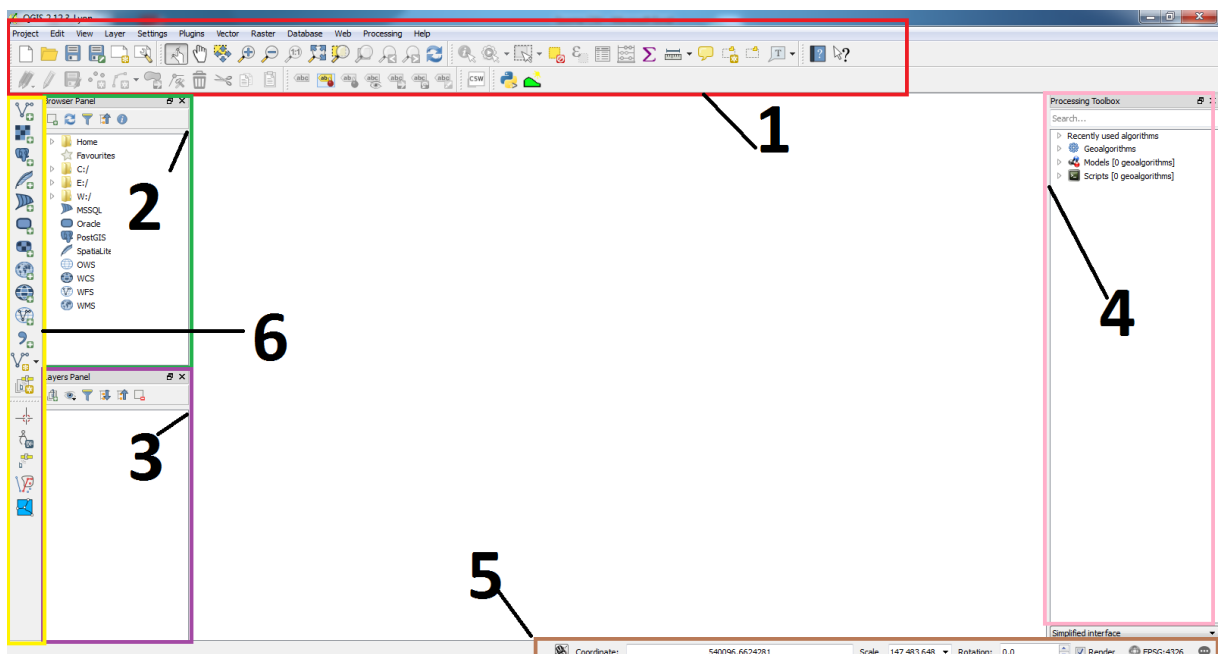 QGIS 2.12.3-Lyon
Project Edit View Layer Settings Plugins Vector Raster Database Web Processing Help
CSW
1
Browser Panel
Home
Favourites
C:/
E:/
W:/
MSSQL
Oracle
PostGIS
SpatiaLite
OWS
WCS
WFS
WMS
2
6
Layers Panel
3
Processing Toolbox
Search...
Recently used algorithms
Geoalgorithms
Models [0 geoalgorithms]
Scripts [0 geoalgorithms]
4
Simplified interface
5
Coordinate: 540096,6624281 Scale 147.483.648 Rotation: 0,0 Render EPSG:4326